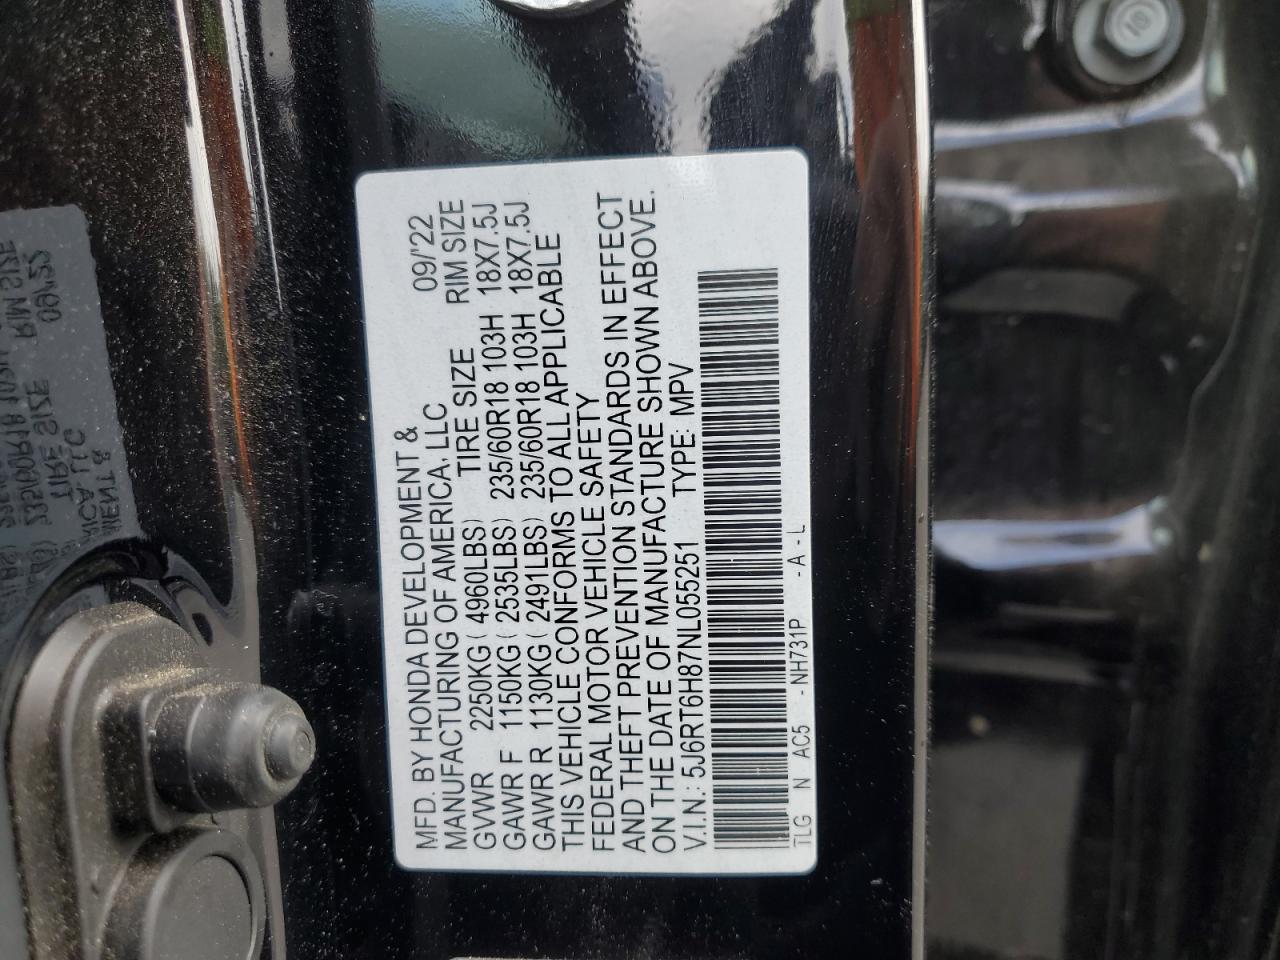 MFD. BY HONDA DEVELOPMENT & 09/'22
MANUFACTURING OF AMERICA, LLC
TIRE SIZE RIM SIZE
GVWR 2250KG ( 4960LBS)
GAWR F 1150KG ( 2535LBS) 235/60R18 103H 18X7.5J
GAWR R 1130KG ( 2491LBS) 235/60R18 103H 18X7.5J
THIS VEHICLE CONFORMS TO ALL APPLICABLE
FEDERAL MOTOR VEHICLE SAFETY
AND THEFT PREVENTION STANDARDS IN EFFECT
ON THE DATE OF MANUFACTURE SHOWN ABOVE.
V.I.N.: 5J6RT6H87NL055251 TYPE: MPV
TLG N AC5 -NH731P -A -L
10